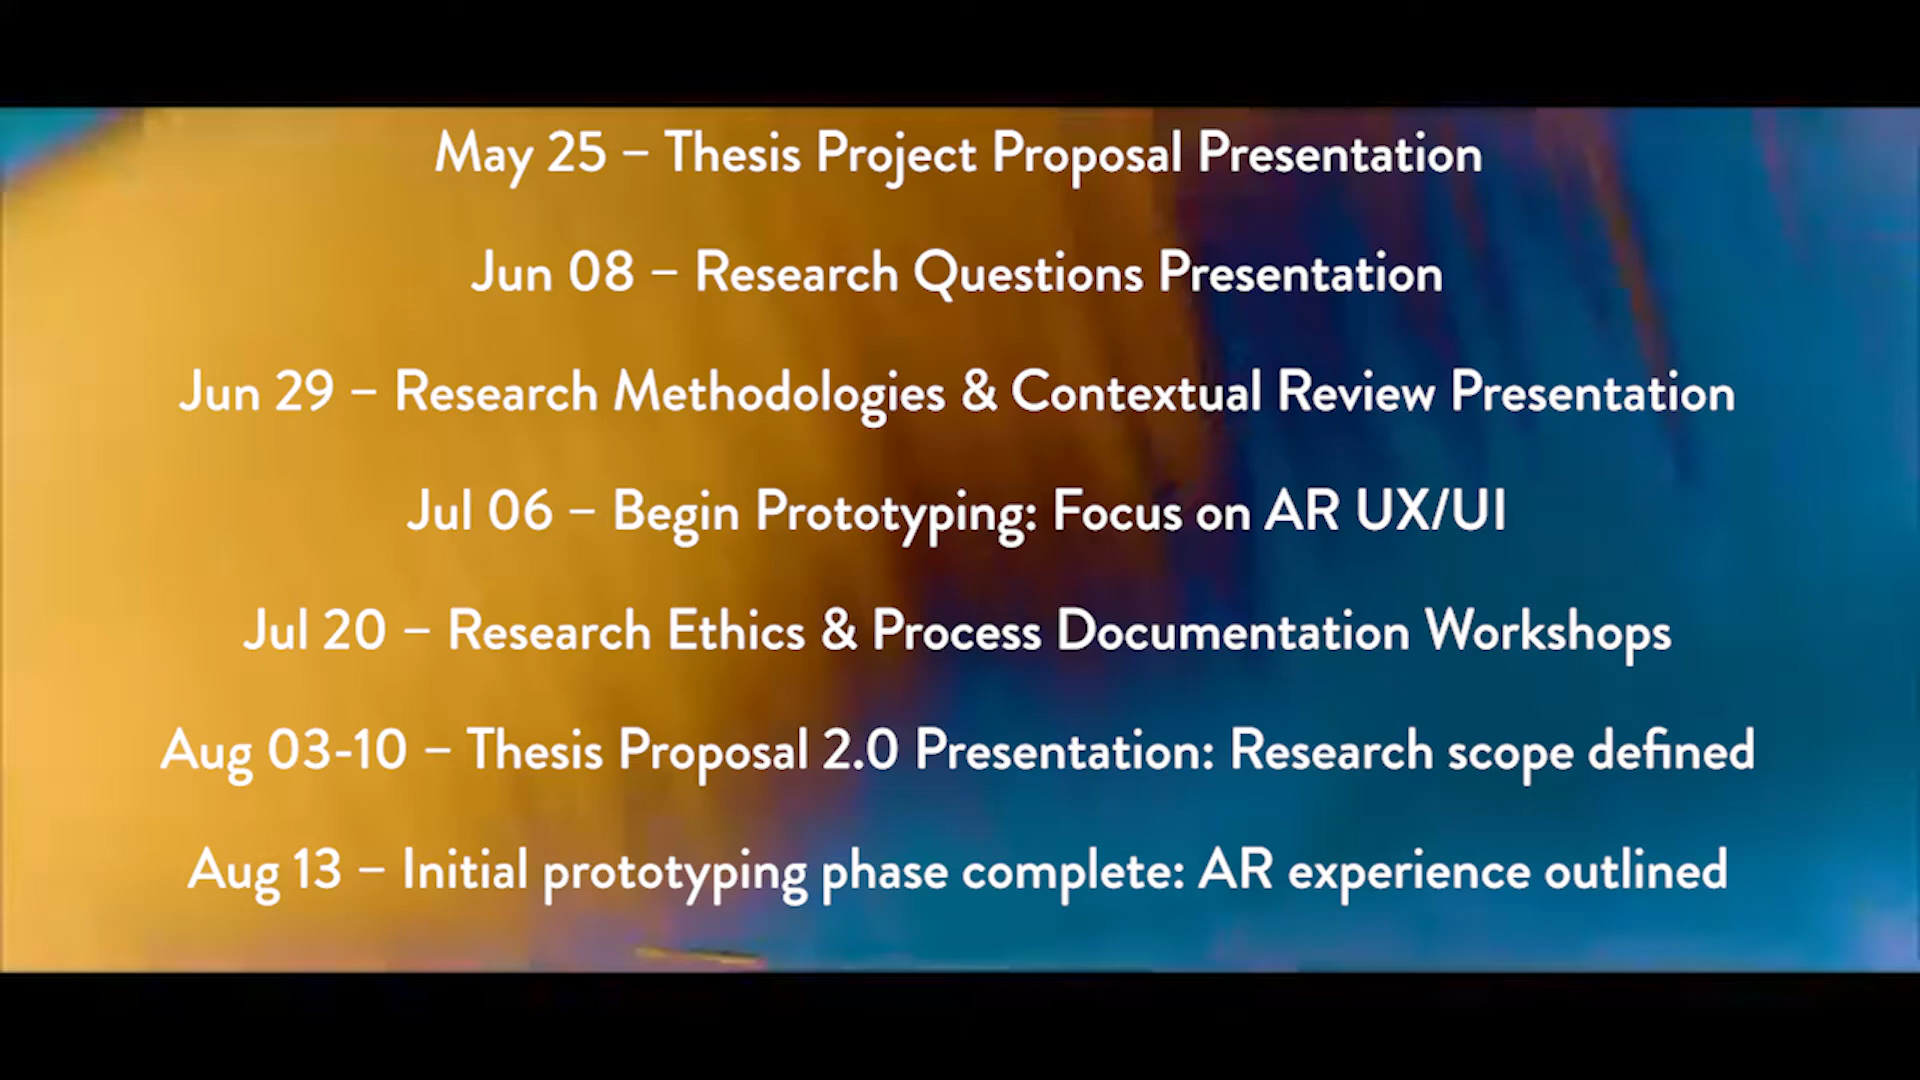 May 25 – Thesis Project Proposal Presentation
Jun 08 – Research Questions Presentation
Jun 29 – Research Methodologies & Contextual Review Presentation
Jul 06 – Begin Prototyping: Focus on AR UX/UI
Jul 20 – Research Ethics & Process Documentation Workshops
Aug 03-10 – Thesis Proposal 2.0 Presentation: Research scope defined
Aug 13 – Initial prototyping phase complete: AR experience outlined